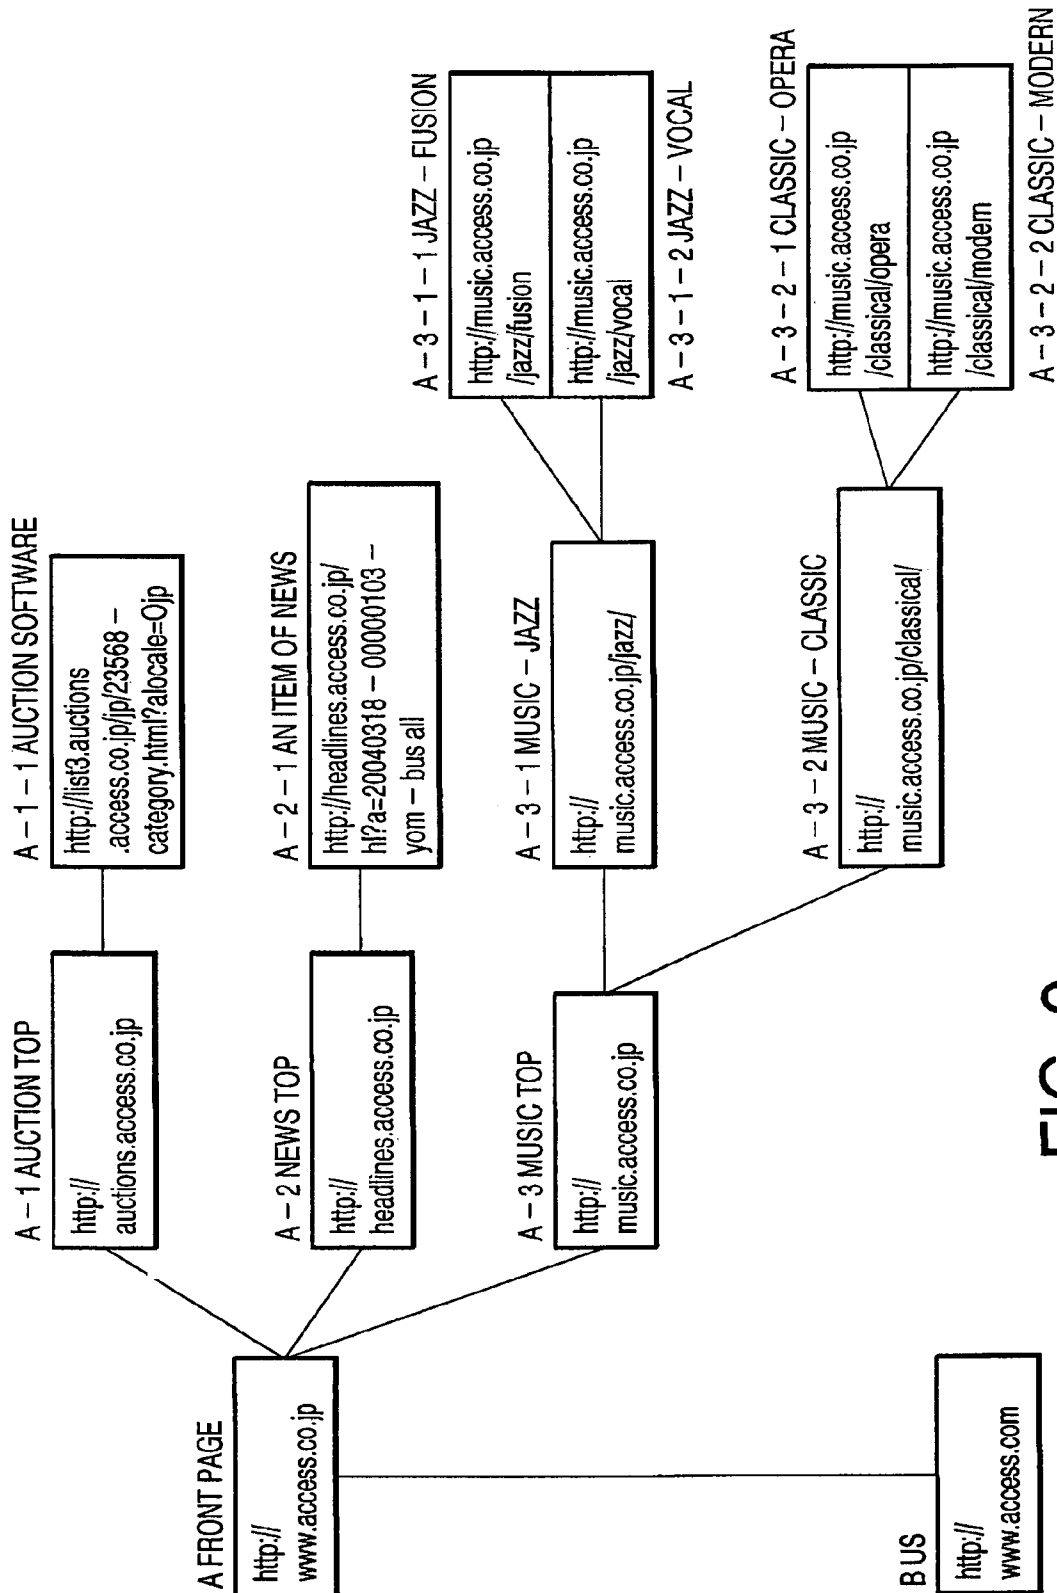 A FRONT PAGE
http://
www.access.co.jp
B US
http://
www.access.com
A – 1 AUCTION TOP
http://
auctions.access.co.jp
A – 2 NEWS TOP
http://
headlines.access.co.jp
A – 3 MUSIC TOP
http://
music.access.co.jp
A – 1 – 1 AUCTION SOFTWARE
http://list3.auctions
.access.co.jp/jp/23568 –
category.html?alocale=0jp
A – 2 – 1 AN ITEM OF NEWS
http://headlines.access.co.jp/
hl?a=20040318 – 00000103 –
yom – bus all
A – 3 – 1 MUSIC – JAZZ
http://
music.access.co.jp/jazz/
A – 3 – 2 MUSIC – CLASSIC
http://
music.access.co.jp/classical/
A – 3 – 1 – 1 JAZZ – FUSION
http://music.access.co.jp
/jazz/fusion
http://music.access.co.jp
/jazz/vocal
A – 3 – 1 – 2 JAZZ – VOCAL
A – 3 – 2 – 1 CLASSIC – OPERA
http://music.access.co.jp
/classical/opera
http://music.access.co.jp
/classical/modern
A – 3 – 2 – 2 CLASSIC – MODERN
FIG.